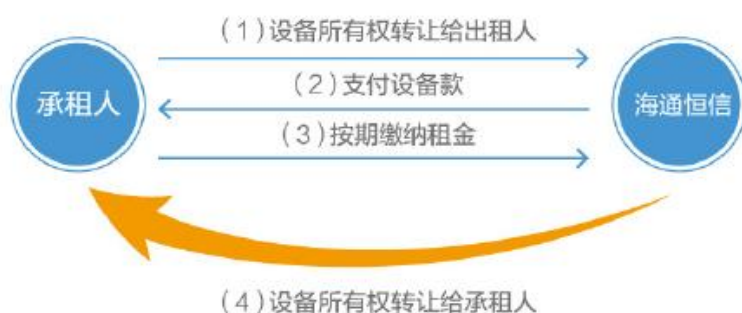 (1)设备所有权转让给出租人
(2)支付设备款
承租人
海通恒信
(3)按期缴纳租金
(4)设备所有权转让给承租人